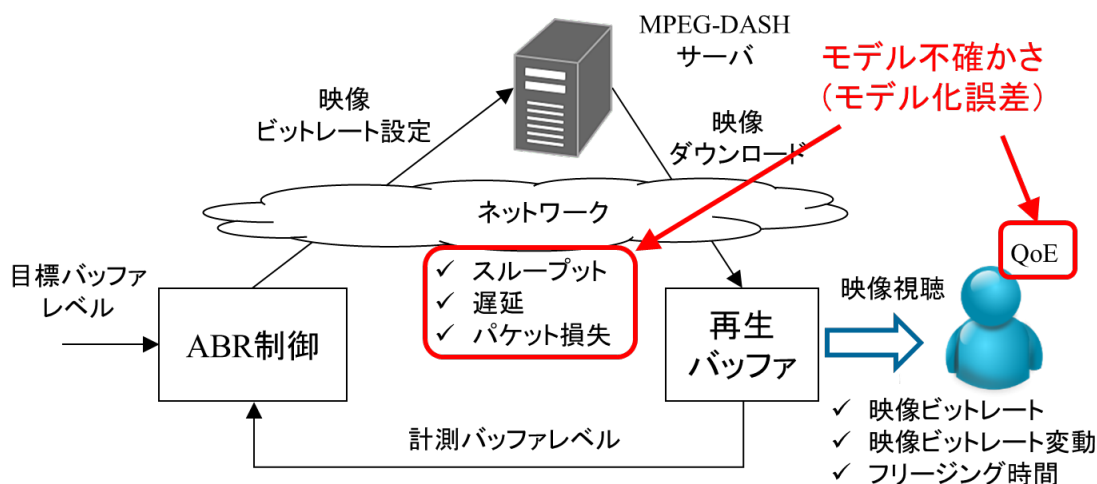 MPEG-DASH
サーバ
モデル不確かさ
（モデル化誤差）
映像
ビットレート設定
映像
ダウンロード
ネットワーク
✓ スループット
✓ 遅延
✓ パケット損失
QoE
目標バッファ
レベル
ABR制御
再生
バッファ
映像視聴
計測バッファレベル
✓ 映像ビットレート
✓ 映像ビットレート変動
✓ フリージング時間